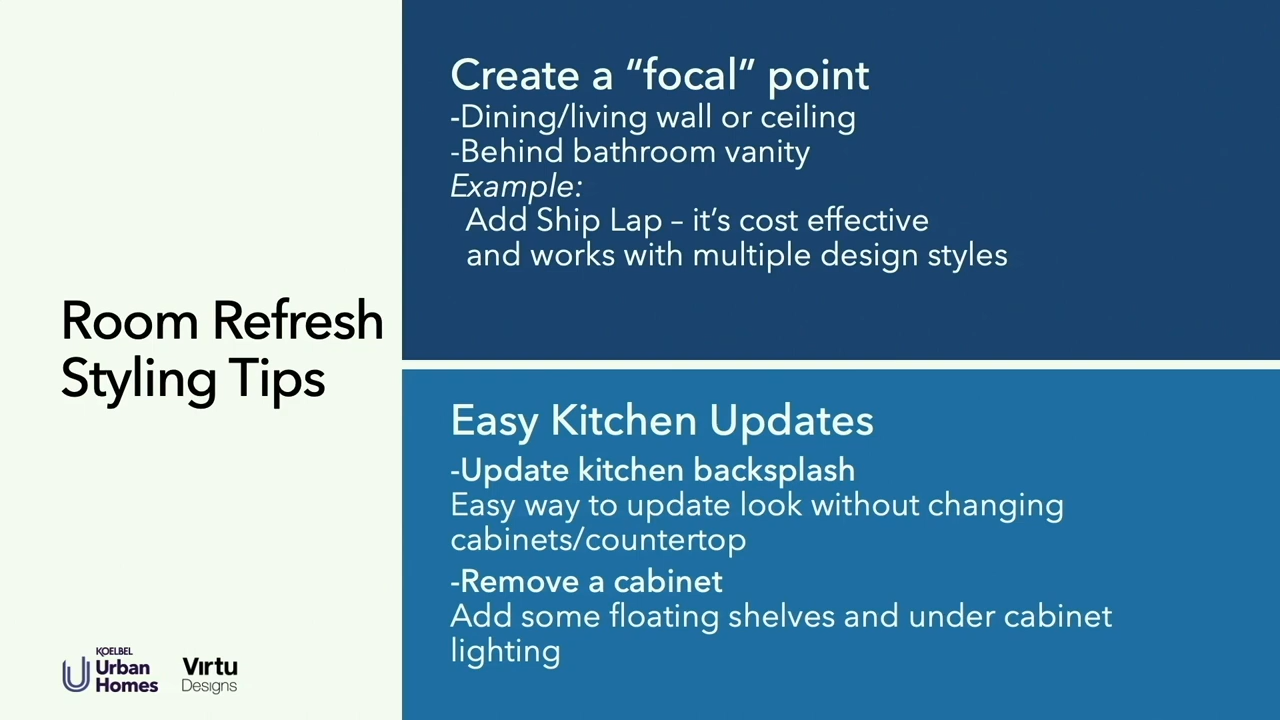 Room Refresh
Styling Tips
Create a “focal” point
-Dining/living wall or ceiling
-Behind bathroom vanity
Example:
Add Ship Lap – it’s cost effective
and works with multiple design styles
Easy Kitchen Updates
-Update kitchen backsplash
Easy way to update look without changing
cabinets/countertop
-Remove a cabinet
Add some floating shelves and under cabinet
lighting
KOELBEL
Urban
Homes
Virtu
Designs